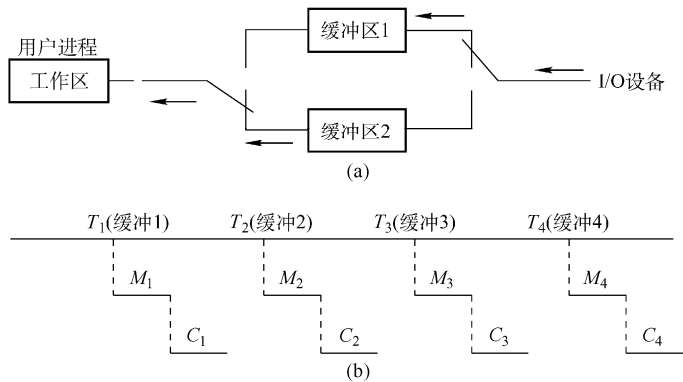 缓冲区1
用户进程
工作区
I/O设备
缓冲区2
(a)
T₁(缓冲1) T₂(缓冲2) T₃(缓冲3) T₄(缓冲4)
M₁ M₂ M₃ M₄
C₁ C₂ C₃ C₄
(b)